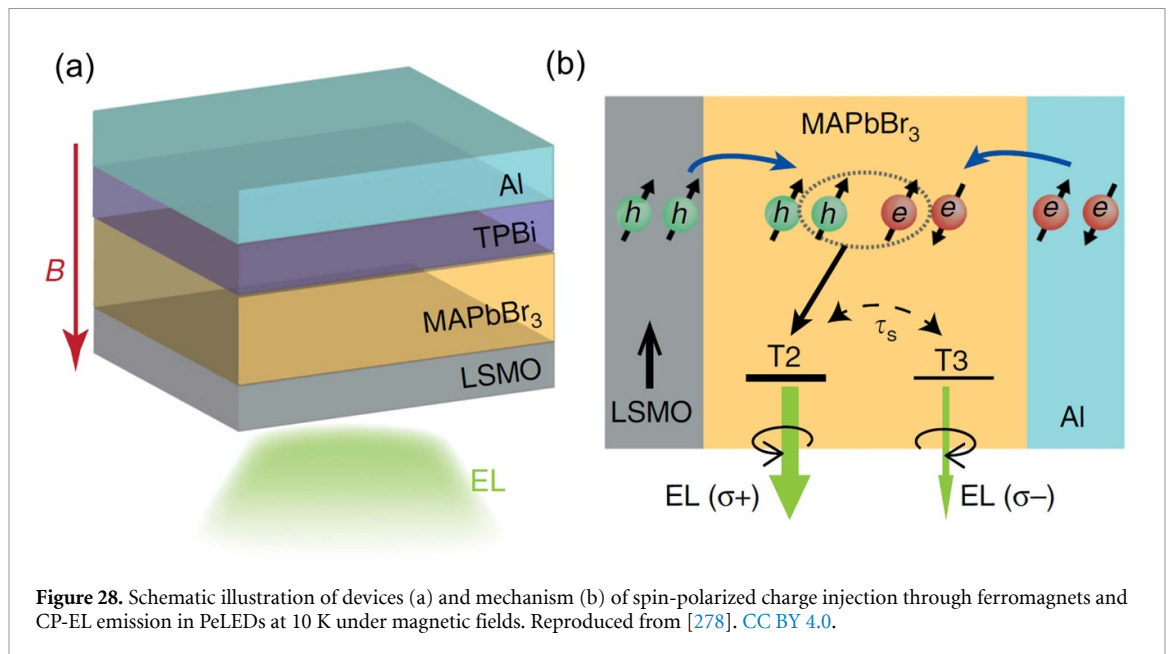 (a)
B
Al
TPBi
MAPbBr₃
LSMO
EL
(b)
MAPbBr₃
h h h h e e e e
τs
T2 T3
LSMO Al
EL (σ+) EL (σ−)
Figure 28. Schematic illustration of devices (a) and mechanism (b) of spin-polarized charge injection through ferromagnets and
CP-EL emission in PeLEDs at 10 K under magnetic fields. Reproduced from [278]. CC BY 4.0.